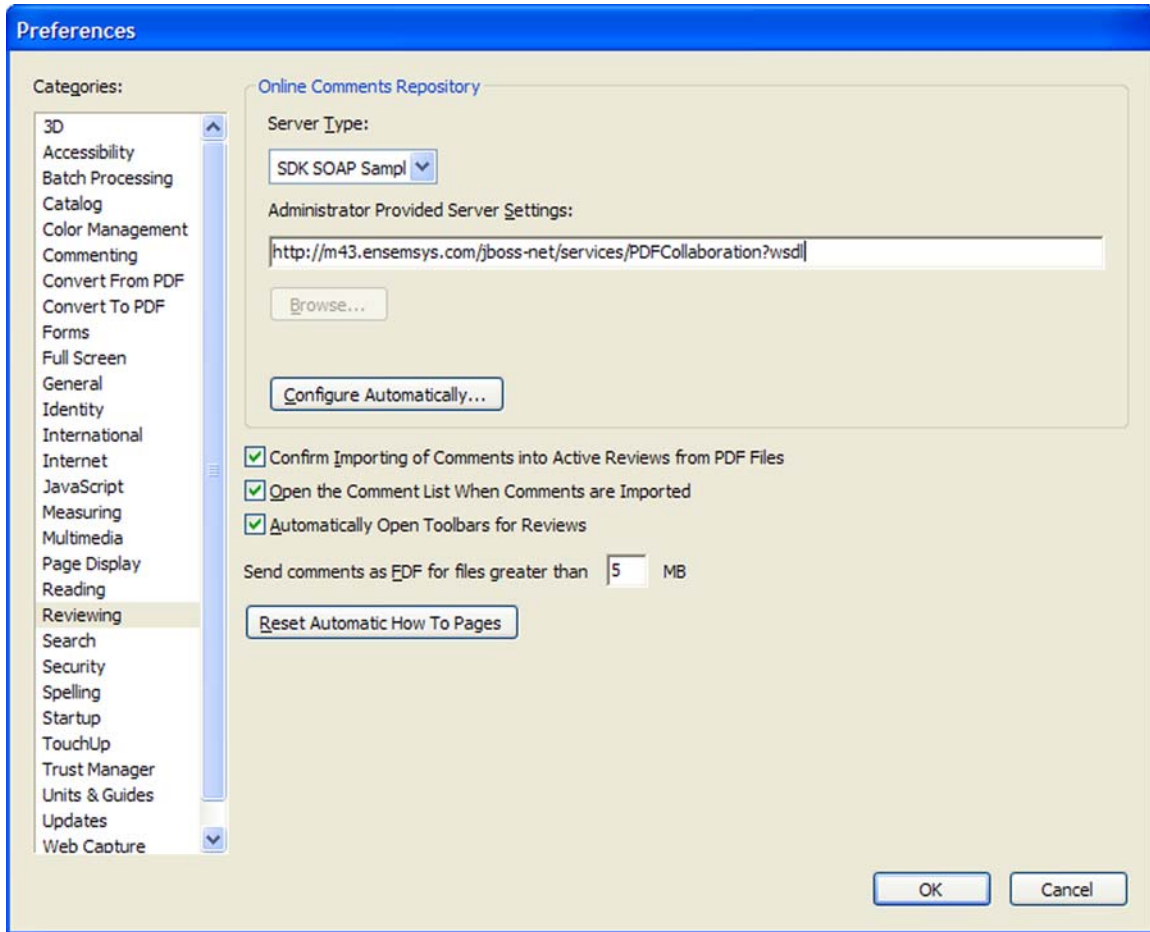 Preferences
Categories:
3D
Accessibility
Batch Processing
Catalog
Color Management
Commenting
Convert From PDF
Convert To PDF
Forms
Full Screen
General
Identity
International
Internet
JavaScript
Measuring
Multimedia
Page Display
Reading
Reviewing
Search
Security
Spelling
Startup
TouchUp
Trust Manager
Units & Guides
Updates
Web Capture
Online Comments Repository
Server Type:
SDK SOAP Sampl
Administrator Provided Server Settings:
http://m43.ensemsys.com/jboss-net/services/PDFCollaboration?wsdl
Browse...
Configure Automatically...
Confirm Importing of Comments into Active Reviews from PDF Files
Open the Comment List When Comments are Imported
Automatically Open Toolbars for Reviews
Send comments as FDF for files greater than 5 MB
Reset Automatic How To Pages
OK Cancel